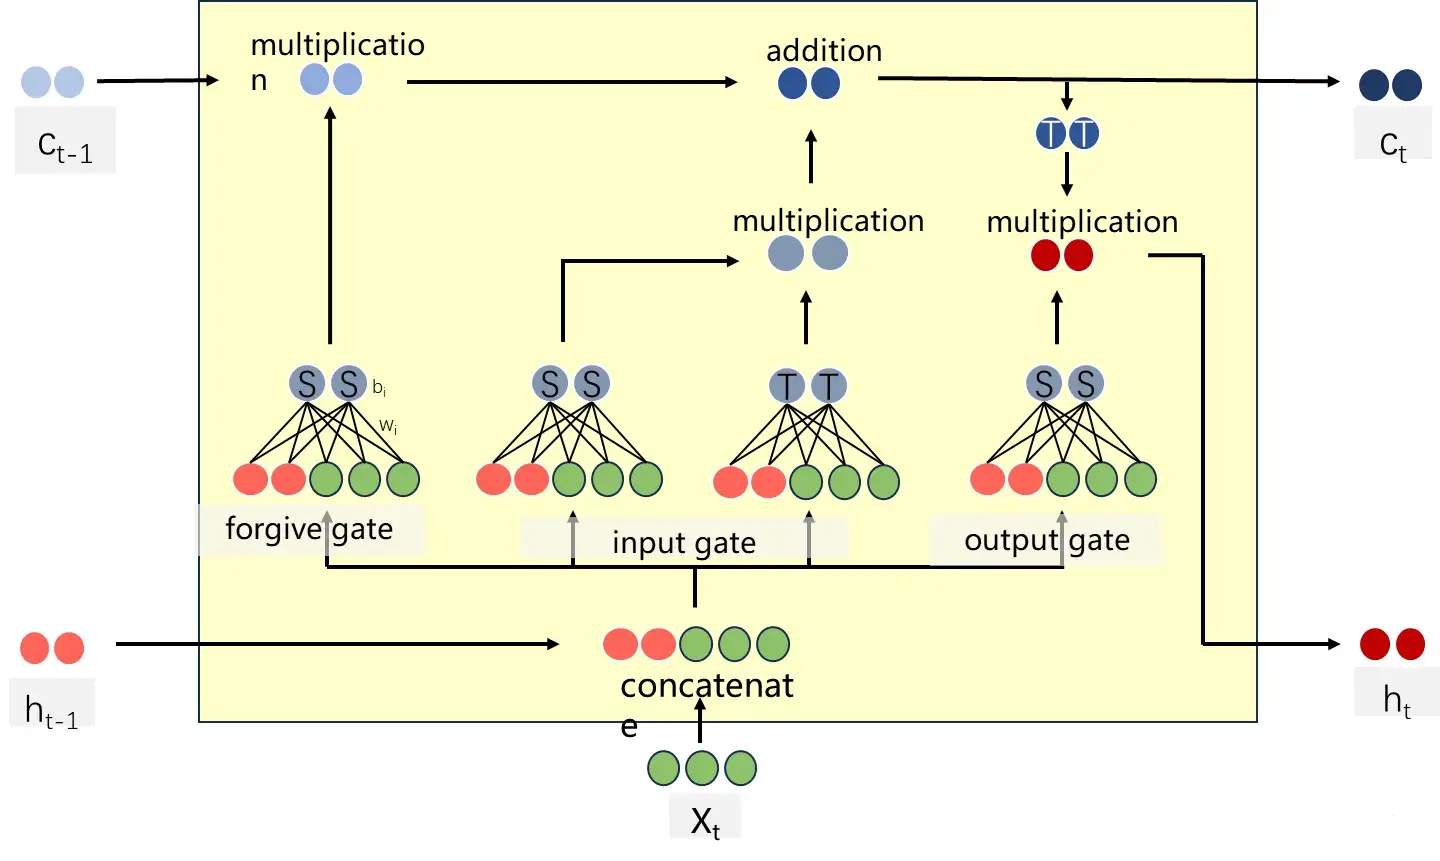 multiplicatio
n
addition
C t-1
T T
C t
multiplication
multiplication
S S b i
S S
T T
S S
w i
forgive gate
input gate
output gate
h t-1
concatenat
e
h t
X t